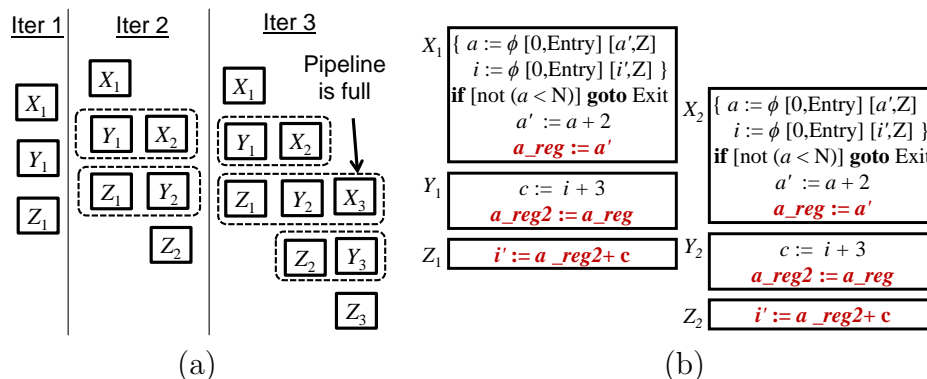 Iter 1
Iter 2
Iter 3
Pipeline
is full
X1
Y1
Z1
X1
Y1 X2
Z1 Y2
Z2
X1
Y1 X2
Z1 Y2 X3
Z2 Y3
Z3
(a)
X1
{ a := ϕ [0,Entry] [a′,Z]
i := ϕ [0,Entry] [i′,Z] }
if [not (a < N)] goto Exit
a′ := a + 2
a_reg := a′
Y1
c := i + 3
a_reg2 := a_reg
Z1
i′ := a _reg2+ c
X2
{ a := ϕ [0,Entry] [a′,Z]
i := ϕ [0,Entry] [i′,Z] }
if [not (a < N)] goto Exit
a′ := a + 2
a_reg := a′
Y2
c := i + 3
a_reg2 := a_reg
Z2
i′ := a _reg2+ c
(b)